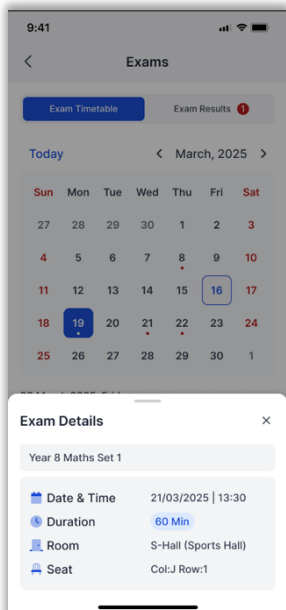 9:41
Exams
Exam Timetable Exam Results 1
Today < March, 2025 >
Sun Mon Tue Wed Thu Fri Sat
27 28 29 30 1 2 3
4 5 6 7 8 9 10
11 12 13 14 15 16 17
18 19 20 21 22 23 24
25 26 27 28 29 30 1
Exam Details
Year 8 Maths Set 1
Date & Time 21/03/2025 | 13:30
Duration 60 Min
Room S-Hall (Sports Hall)
Seat Col:J Row:1